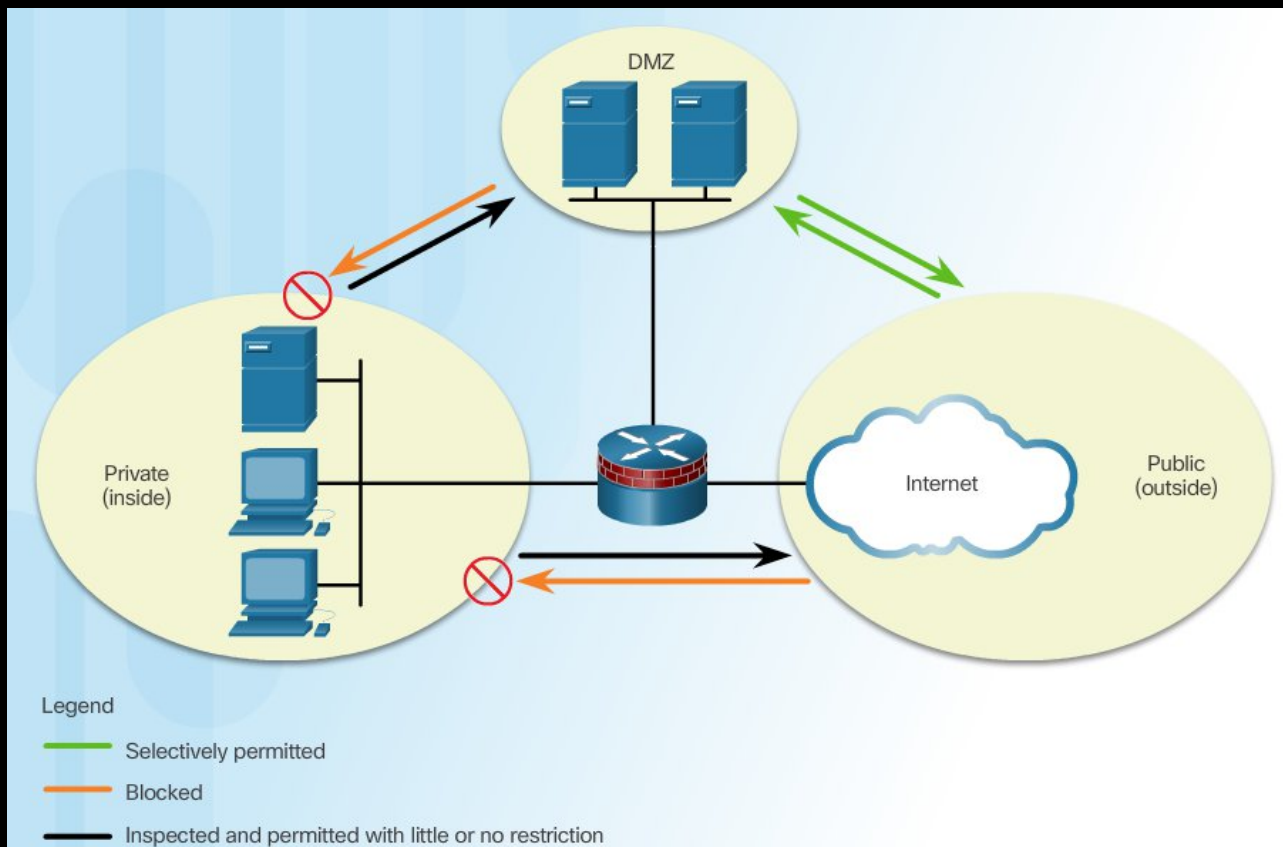 DMZ
Private
(inside)
Internet
Public
(outside)
Legend
Selectively permitted
Blocked
Inspected and permitted with little or no restriction